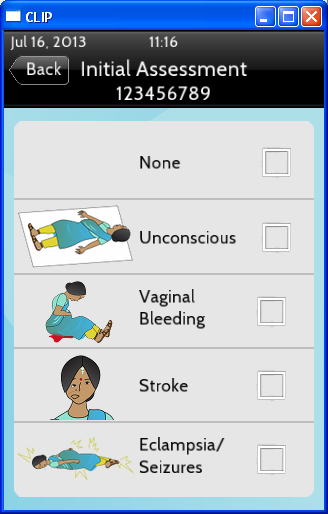 CLIP
Jul 16, 2013 11:16
Back Initial Assessment
123456789
None
Unconscious
Vaginal
Bleeding
Stroke
Eclampsia/
Seizures